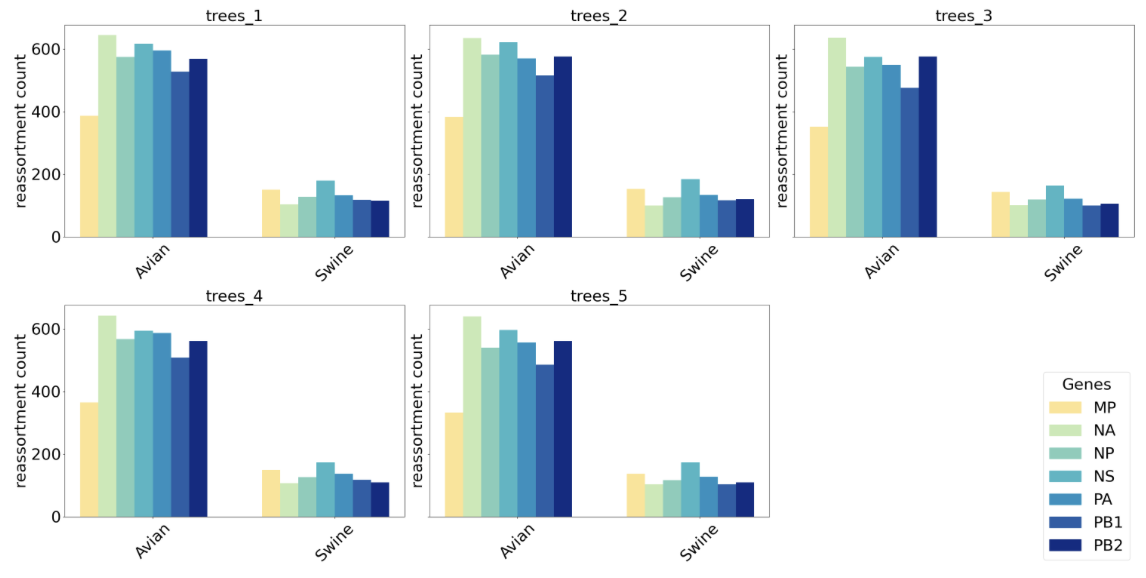 trees_1
trees_2
trees_3
reassortment count
600
400
200
0
Avian
Swine
reassortment count
Avian
Swine
reassortment count
Avian
Swine
trees_4
trees_5
reassortment count
600
400
200
0
Avian
Swine
reassortment count
Avian
Swine
Genes
MP
NA
NP
NS
PA
PB1
PB2